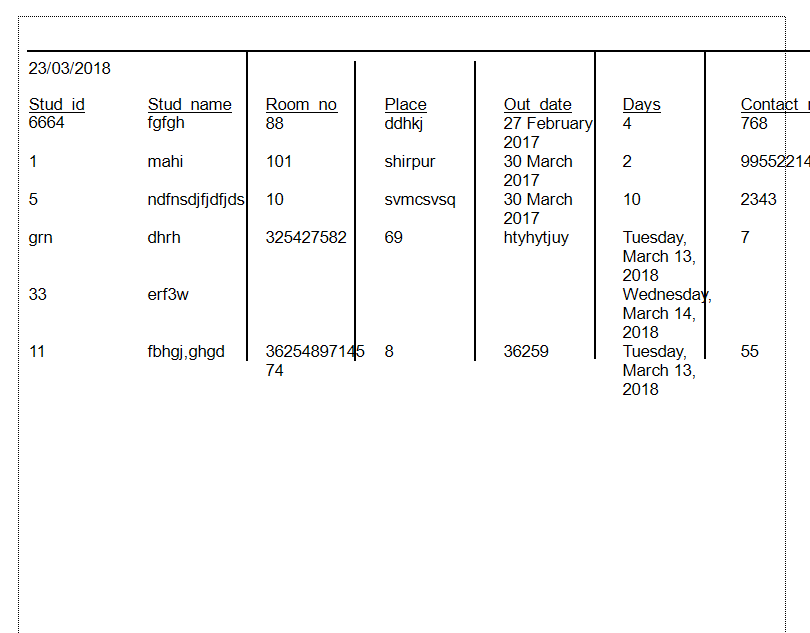 23/03/2018
Stud_id Stud_name Room_no Place Out_date Days Contact_
6664 fgfgh 88 ddhkj 27 February 4 768
2017
1 mahi 101 shirpur 30 March 2 99552214
2017
5 ndfnsdjfjdfjds 10 svmcsvsq 30 March 10 2343
2017
grn dhrh 325427582 69 htyhytjuy Tuesday, 7
March 13,
2018
33 erf3w Wednesday,
March 14,
2018
11 fbhgj,ghgd 36254897145 8 36259 Tuesday, 55
74 March 13,
2018